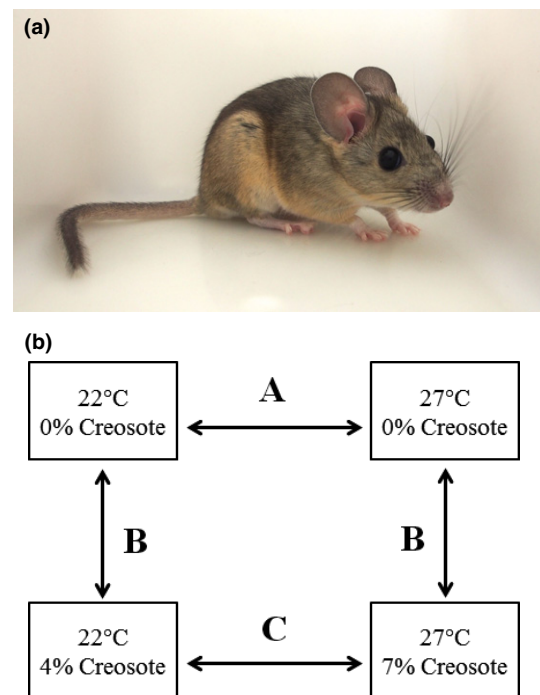 (a)
(b)
22°C
0% Creosote
A
27°C
0% Creosote
B
B
22°C
4% Creosote
C
27°C
7% Creosote